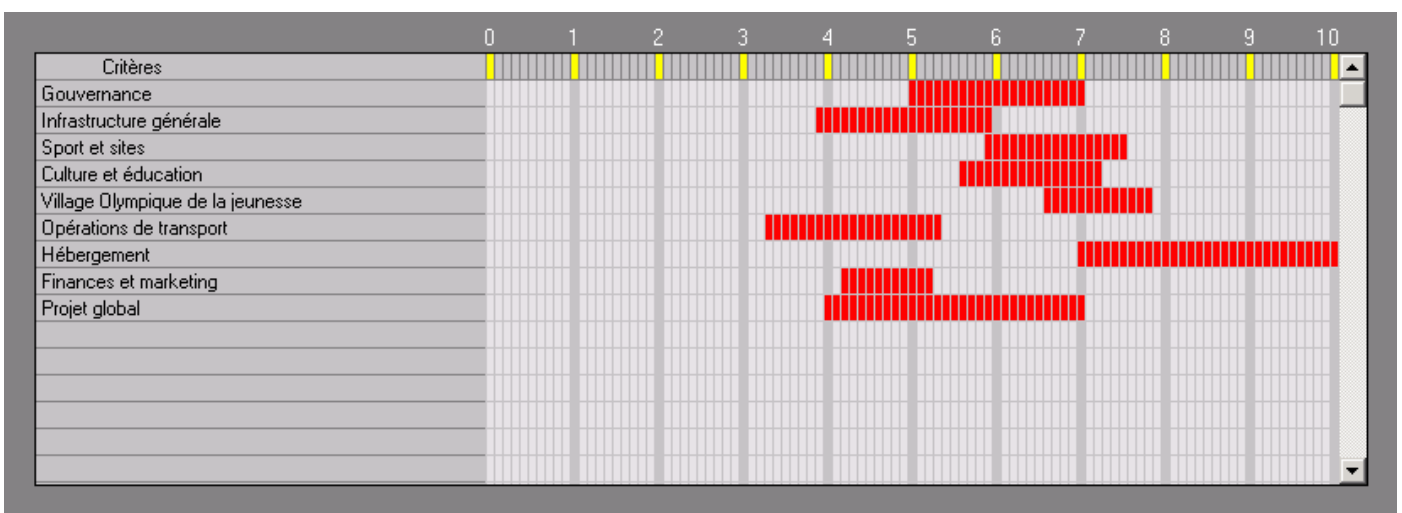 0 1 2 3 4 5 6 7 8 9 10
Critères
Gouvernance
Infrastructure générale
Sport et sites
Culture et éducation
Village Olympique de la jeunesse
Opérations de transport
Hébergement
Finances et marketing
Projet global